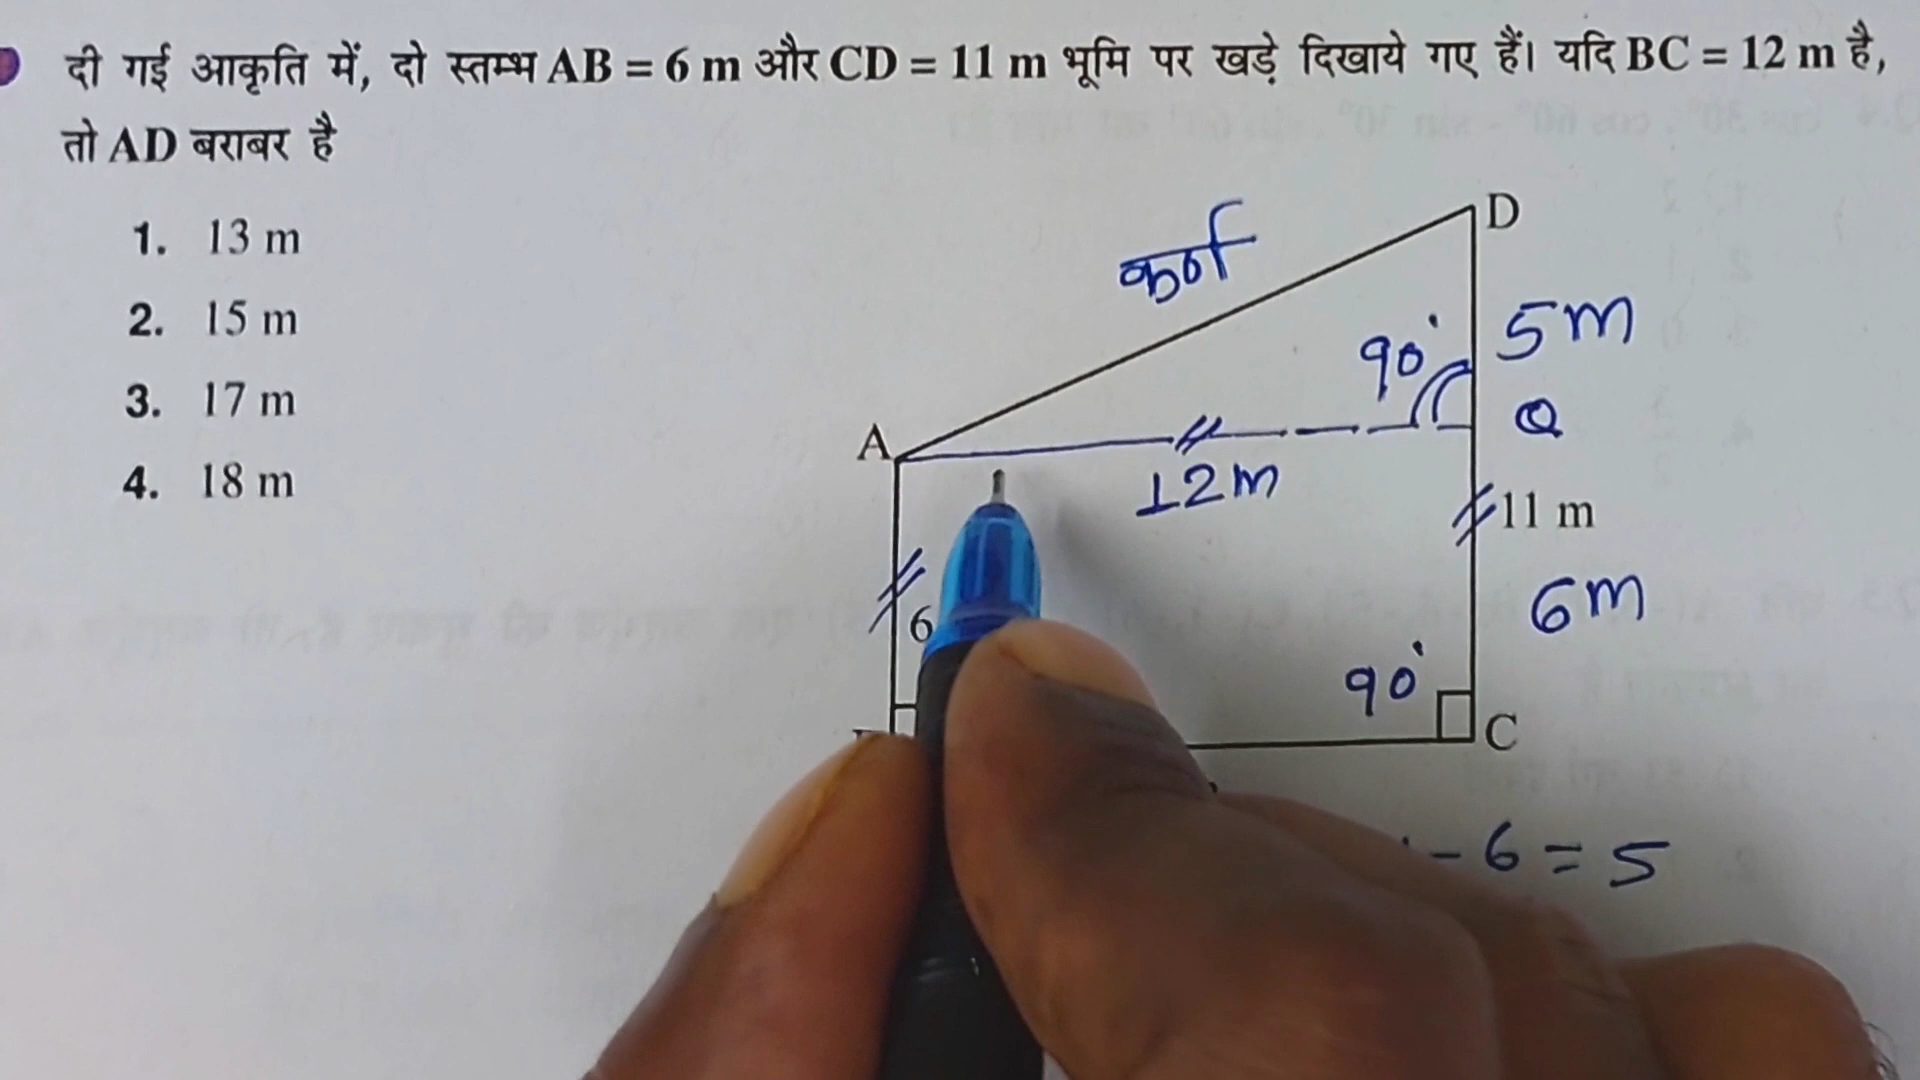 दी गई आकृति में, दो स्तम्भ AB = 6 m और CD = 11 m भूमि पर खड़े दिखाये गए हैं। यदि BC = 12 m है,
तो AD बराबर है
1. 13 m
2. 15 m
3. 17 m
4. 18 m
D
कर्ण
5m
90°
A
Q
12m
11 m
6
6m
90°
C
- 6 = 5